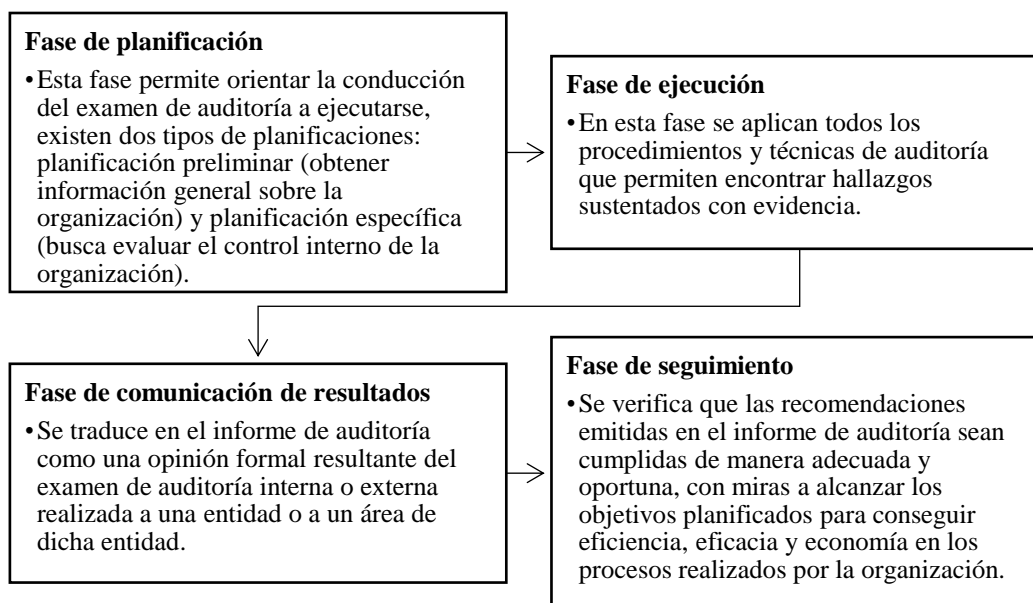 Fase de planificación
•Esta fase permite orientar la conducción
del examen de auditoría a ejecutarse,
existen dos tipos de planificaciones:
planificación preliminar (obtener
información general sobre la
organización) y planificación específica
(busca evaluar el control interno de la
organización).
Fase de ejecución
•En esta fase se aplican todos los
procedimientos y técnicas de auditoría
que permiten encontrar hallazgos
sustentados con evidencia.
Fase de comunicación de resultados
•Se traduce en el informe de auditoría
como una opinión formal resultante del
examen de auditoría interna o externa
realizada a una entidad o a un área de
dicha entidad.
Fase de seguimiento
•Se verifica que las recomendaciones
emitidas en el informe de auditoría sean
cumplidas de manera adecuada y
oportuna, con miras a alcanzar los
objetivos planificados para conseguir
eficiencia, eficacia y economía en los
procesos realizados por la organización.